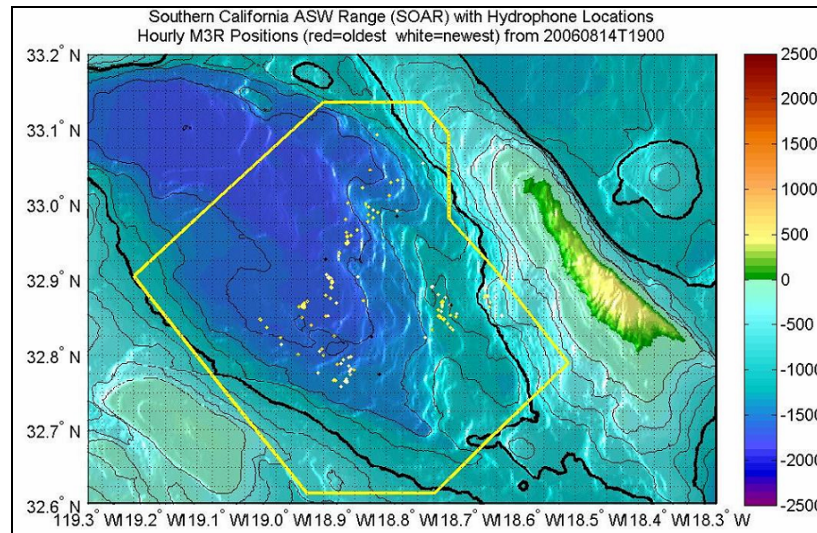 Southern California ASW Range (SOAR) with Hydrophone Locations
Hourly M3R Positions (red=oldest white=newest) from 20060814T1900
33.2° N
33.1° N
33.0° N
32.9° N
32.8° N
32.7° N
32.6° N
119.3° W119.2° W119.1° W119.0° W118.9° W118.8° W118.7° W118.6° W118.5° W118.4° W118.3° W
2500
2000
1500
1000
500
0
-500
-1000
-1500
-2000
-2500